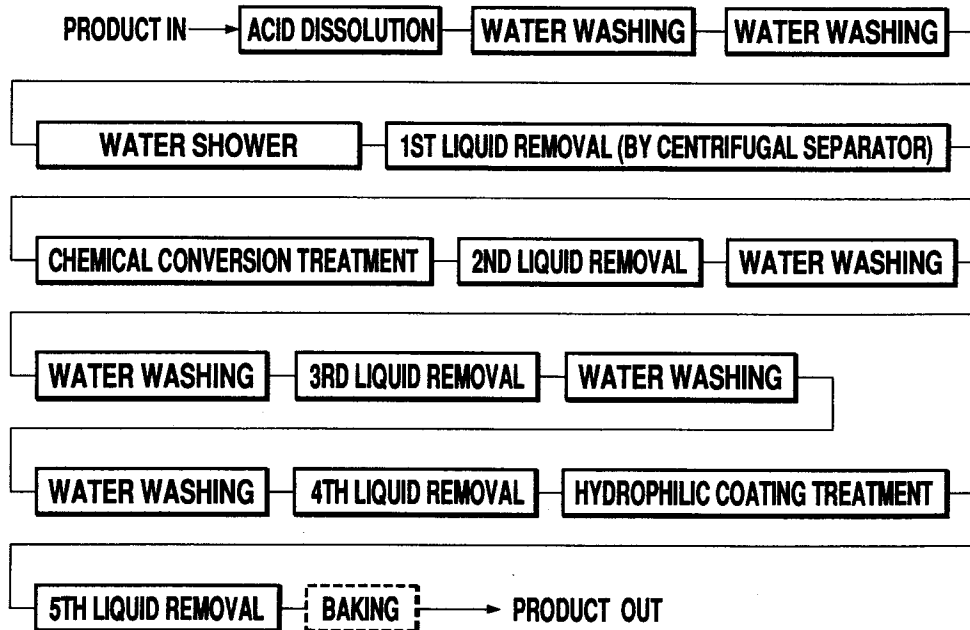 PRODUCT IN ACID DISSOLUTION WATER WASHING WATER WASHING
WATER SHOWER 1ST LIQUID REMOVAL (BY CENTRIFUGAL SEPARATOR)
CHEMICAL CONVERSION TREATMENT 2ND LIQUID REMOVAL WATER WASHING
WATER WASHING 3RD LIQUID REMOVAL WATER WASHING
WATER WASHING 4TH LIQUID REMOVAL HYDROPHILIC COATING TREATMENT
5TH LIQUID REMOVAL BAKING PRODUCT OUT